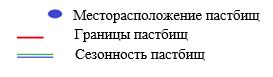 Месторасположение пастбищ
Границы пастбищ
Сезонность пастбищ